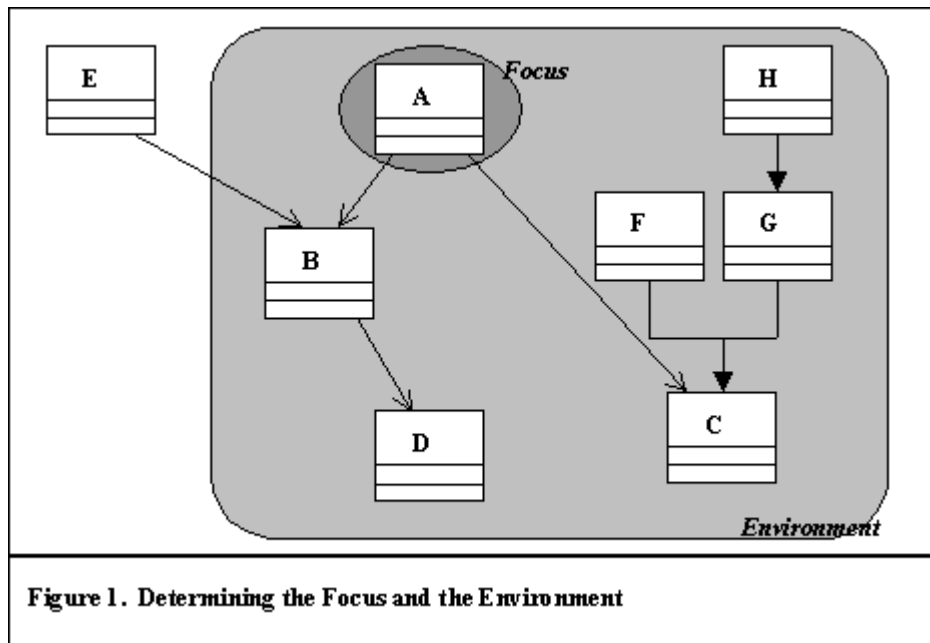 E
A
Focus
H
F
G
B
D
C
Environment
Figure 1. Determining the Focus and the Environment